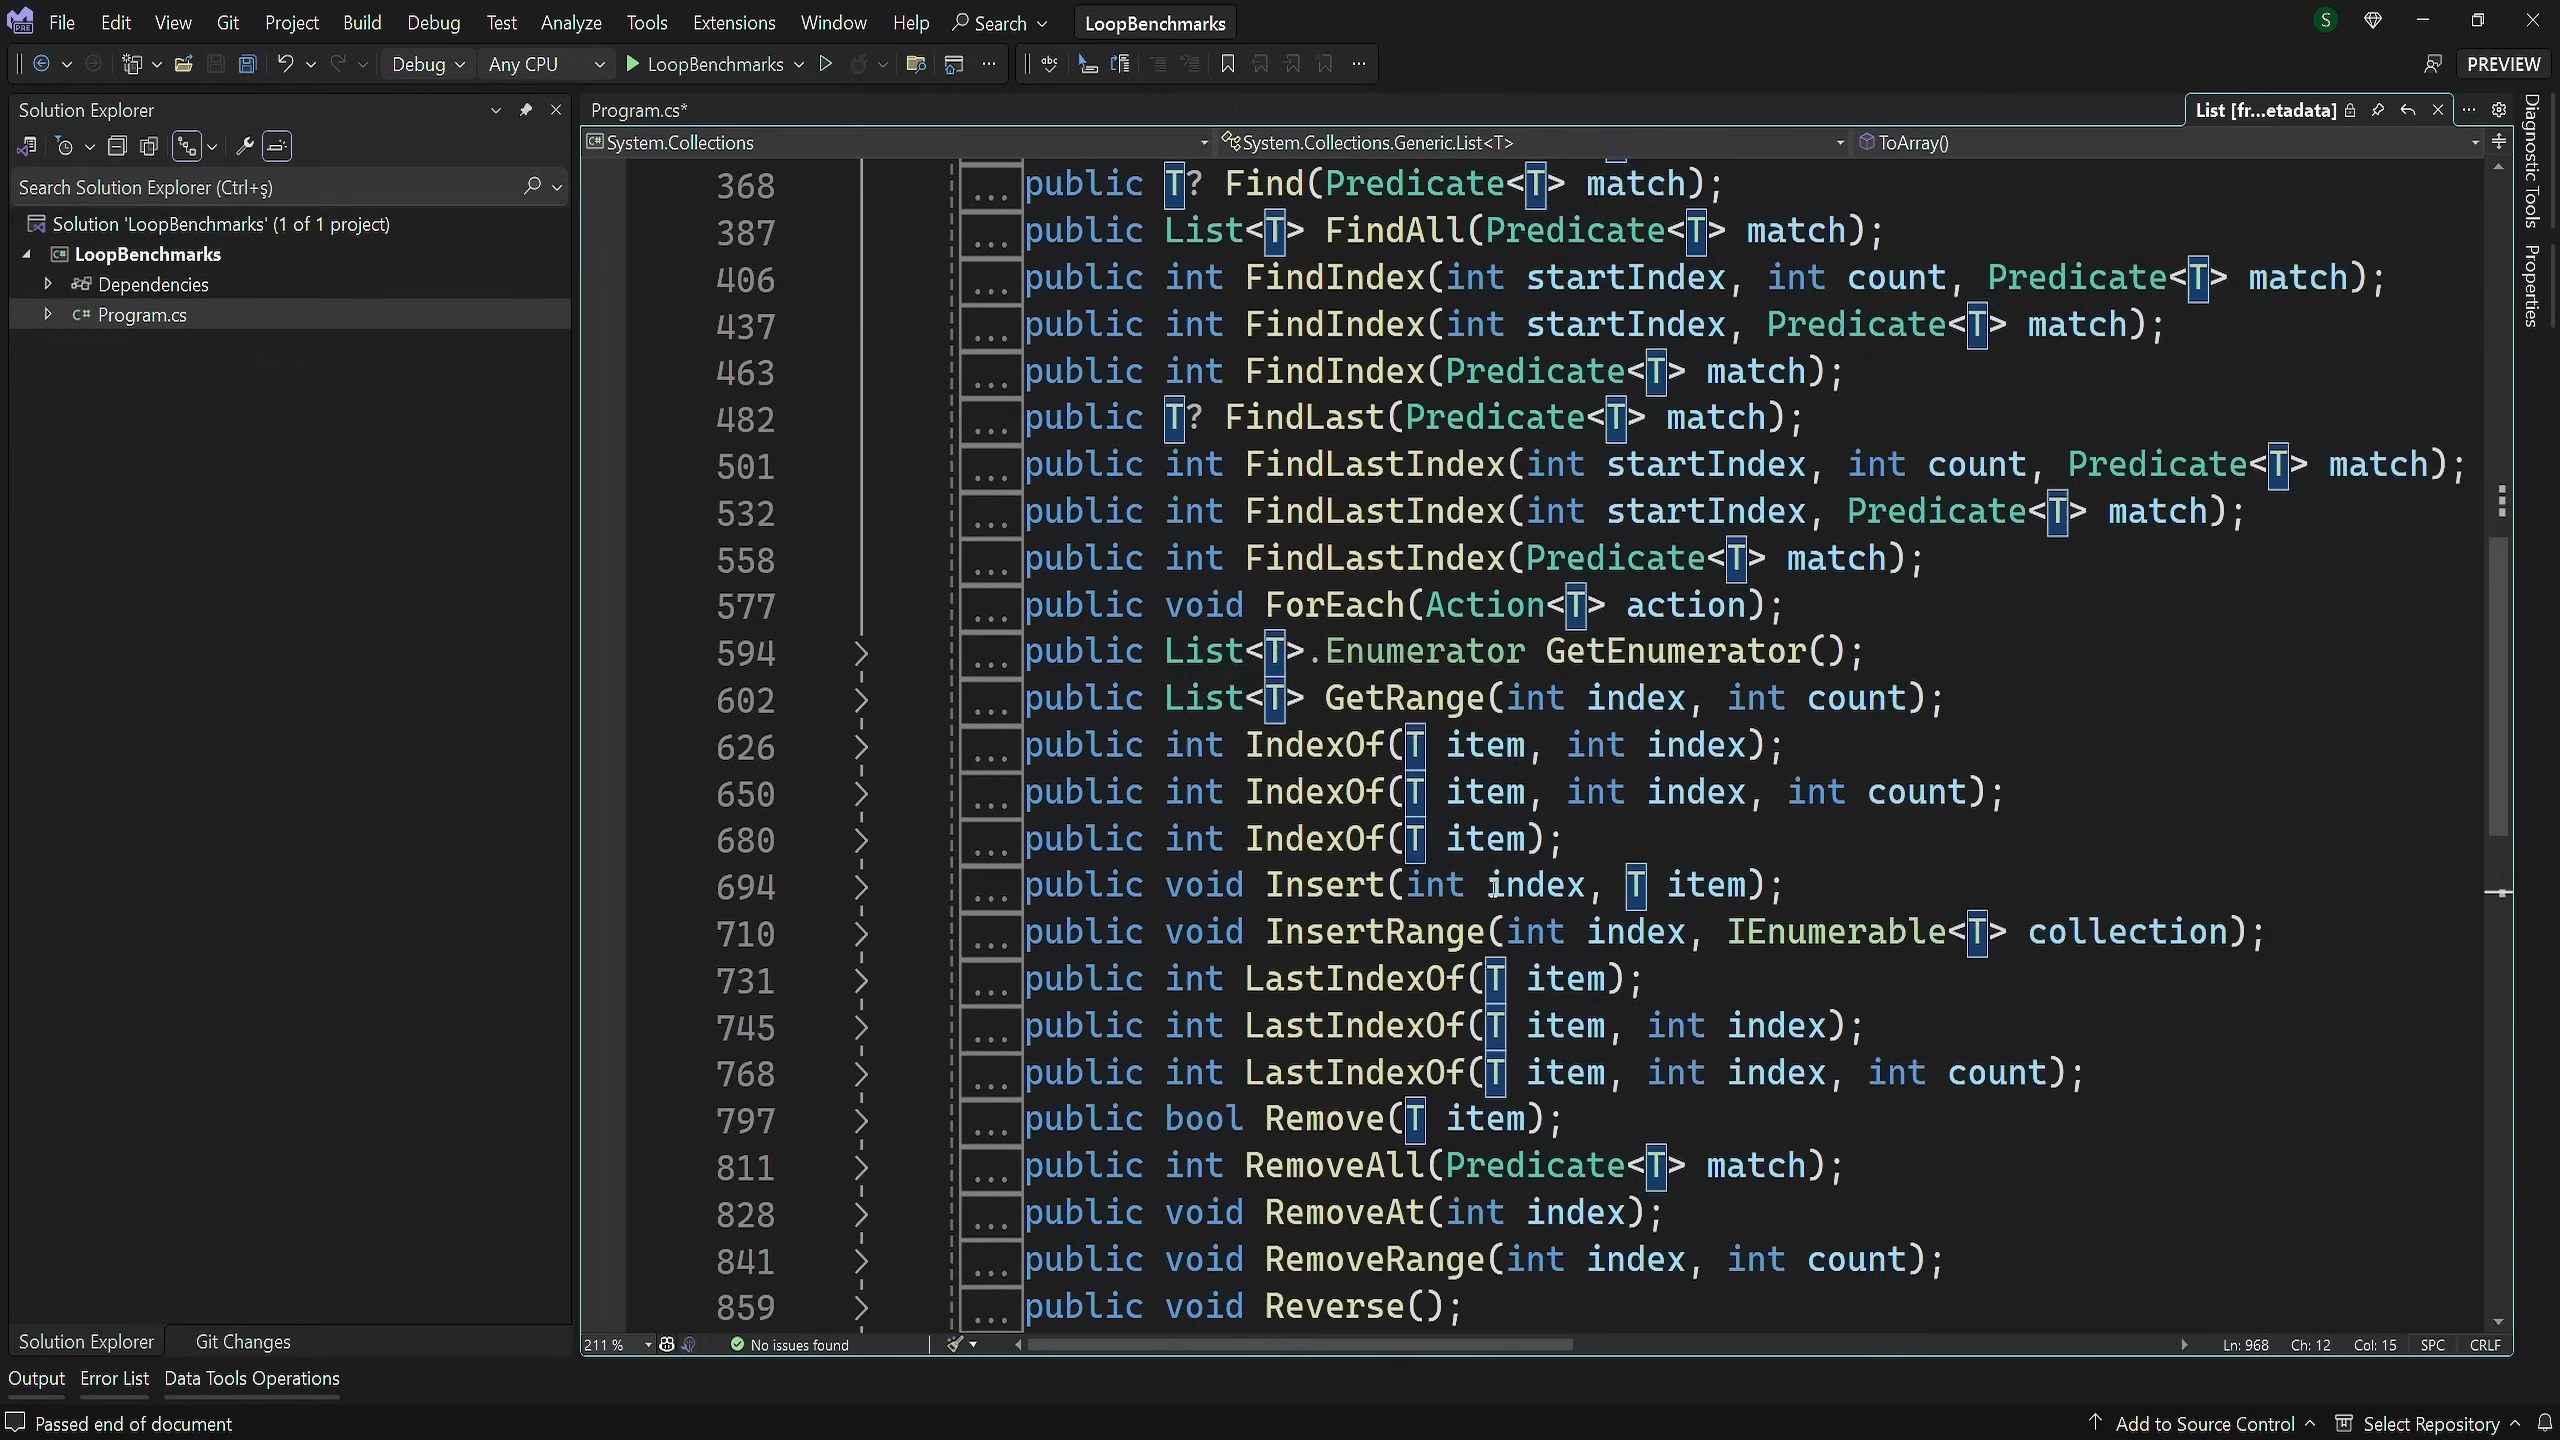 File Edit View Git Project Build Debug Test Analyze Tools Extensions Window Help Search LoopBenchmarks S
Debug Any CPU LoopBenchmarks abc ... PREVIEW
Solution Explorer
Search Solution Explorer (Ctrl+ş)
Solution 'LoopBenchmarks' (1 of 1 project)
LoopBenchmarks
Dependencies
C# Program.cs
Program.cs* List [fr...etadata]
System.Collections System.Collections.Generic.List<T> ToArray()
368 ... public T? Find(Predicate<T> match);
387 ... public List<T> FindAll(Predicate<T> match);
406 ... public int FindIndex(int startIndex, int count, Predicate<T> match);
437 ... public int FindIndex(int startIndex, Predicate<T> match);
463 ... public int FindIndex(Predicate<T> match);
482 ... public T? FindLast(Predicate<T> match);
501 ... public int FindLastIndex(int startIndex, int count, Predicate<T> match);
532 ... public int FindLastIndex(int startIndex, Predicate<T> match);
558 ... public int FindLastIndex(Predicate<T> match);
577 ... public void ForEach(Action<T> action);
594 ... public List<T>.Enumerator GetEnumerator();
602 ... public List<T> GetRange(int index, int count);
626 ... public int IndexOf(T item, int index);
650 ... public int IndexOf(T item, int index, int count);
680 ... public int IndexOf(T item);
694 ... public void Insert(int index, T item);
710 ... public void InsertRange(int index, IEnumerable<T> collection);
731 ... public int LastIndexOf(T item);
745 ... public int LastIndexOf(T item, int index);
768 ... public int LastIndexOf(T item, int index, int count);
797 ... public bool Remove(T item);
811 ... public int RemoveAll(Predicate<T> match);
828 ... public void RemoveAt(int index);
841 ... public void RemoveRange(int index, int count);
859 ... public void Reverse();
Diagnostic Tools
Properties
211 % No issues found Ln: 968 Ch: 12 Col: 15 SPC CRLF
Solution Explorer Git Changes
Output Error List Data Tools Operations
Passed end of document Add to Source Control Select Repository